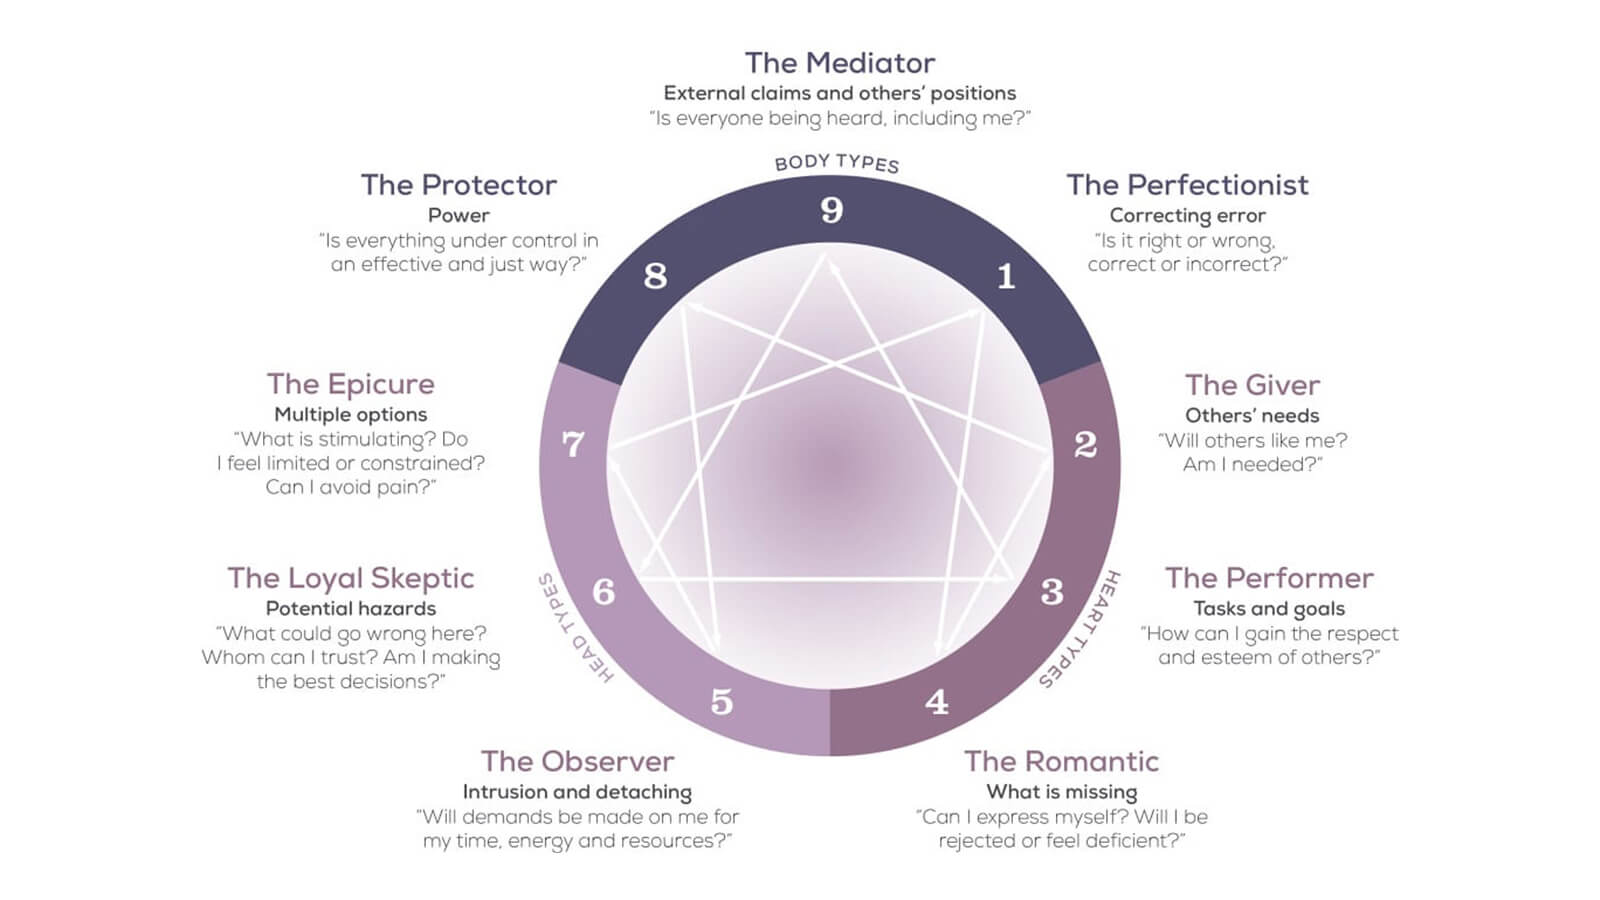 The Mediator
External claims and others’ positions
“Is everyone being heard, including me?”
BODY TYPES
The Protector
Power
“Is everything under control in
an effective and just way?”
The Perfectionist
Correcting error
“Is it right or wrong,
correct or incorrect?”
9
8
1
The Epicure
Multiple options
“What is stimulating? Do
I feel limited or constrained?
Can I avoid pain?”
7
2
The Giver
Others’ needs
“Will others like me?
Am I needed?”
The Loyal Skeptic
Potential hazards
“What could go wrong here?
Whom can I trust? Am I making
the best decisions?”
HEAD TYPES
6
3
HEART TYPES
The Performer
Tasks and goals
“How can I gain the respect
and esteem of others?”
5
4
The Observer
Intrusion and detaching
“Will demands be made on me for
my time, energy and resources?”
The Romantic
What is missing
“Can I express myself? Will I be
rejected or feel deficient?”